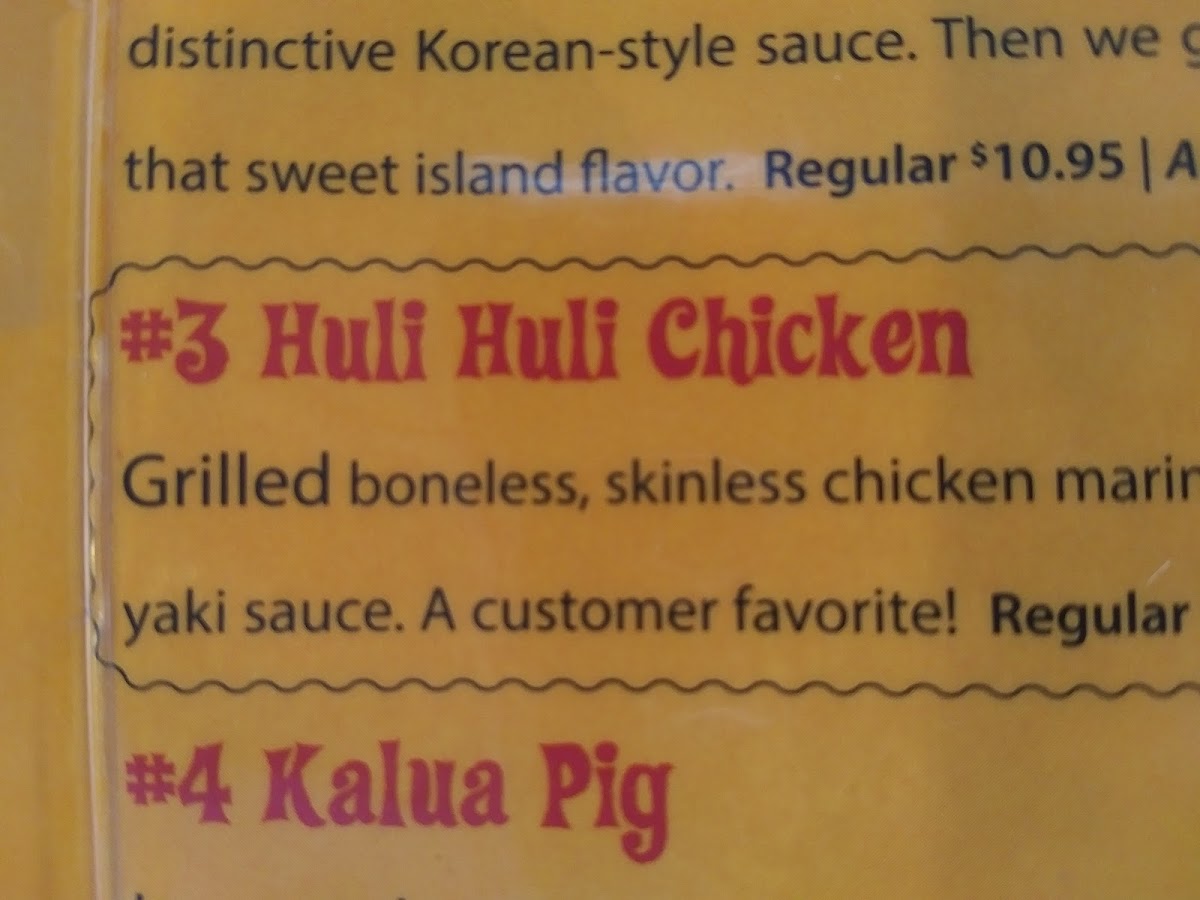 distinctive Korean-style sauce. Then we
that sweet island flavor. Regular $10.95 |
#3 Huli Huli Chicken
Grilled boneless, skinless chicken
yaki sauce. A customer favorite! Regular
#4 Kalua Pig